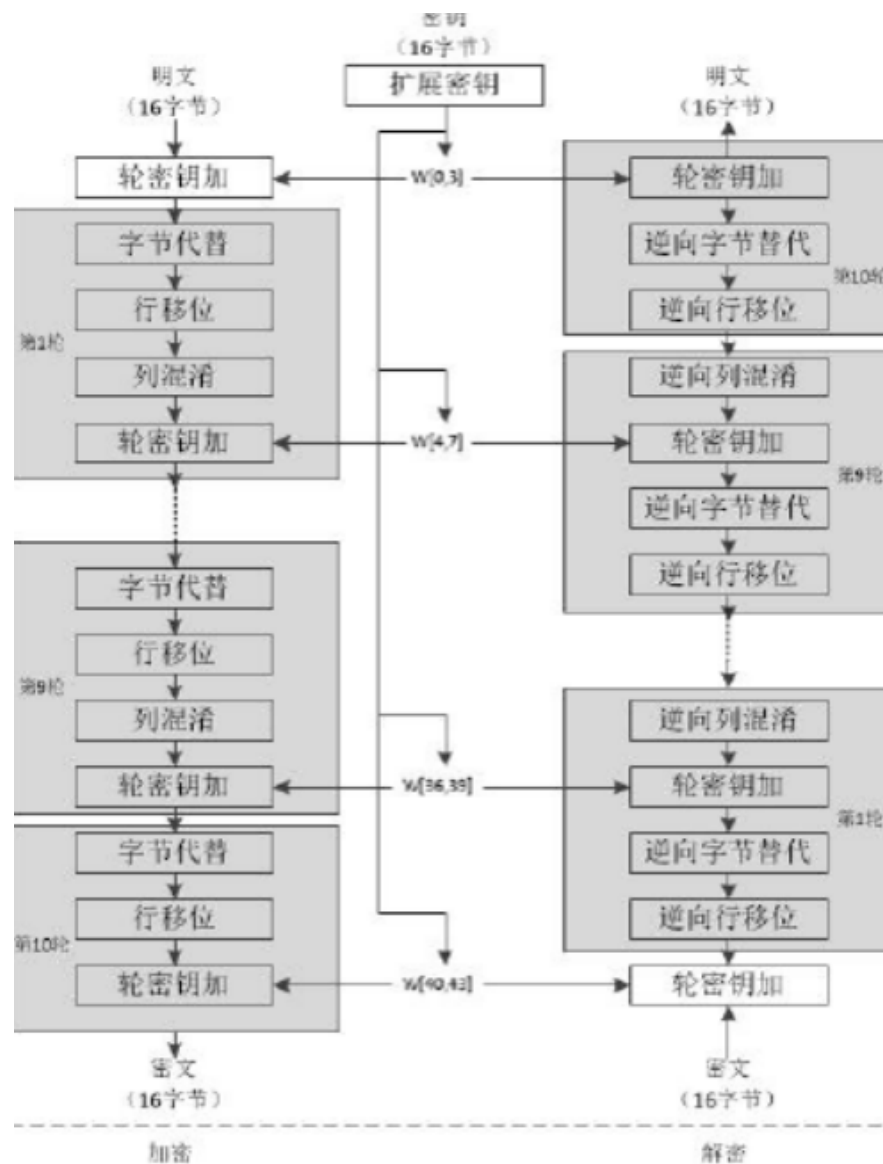 密钥
（16字节）
扩展密钥
明文
（16字节）
轮密钥加
字节代替
行移位
列混淆
轮密钥加
第1轮
字节代替
行移位
列混淆
轮密钥加
第9轮
字节代替
行移位
轮密钥加
第10轮
密文
（16字节）
加密
W[0,3]
W[4,7]
W[36,39]
W[40,43]
明文
（16字节）
轮密钥加
逆向字节替代
逆向行移位
第10轮
逆向列混淆
轮密钥加
逆向字节替代
逆向行移位
第9轮
逆向列混淆
轮密钥加
逆向字节替代
逆向行移位
第1轮
轮密钥加
密文
（16字节）
解密